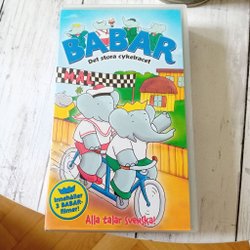 BABAR
Det stora cykelracet
Innehåller
3 BABAR-
filmer!
Alla talar svenska!